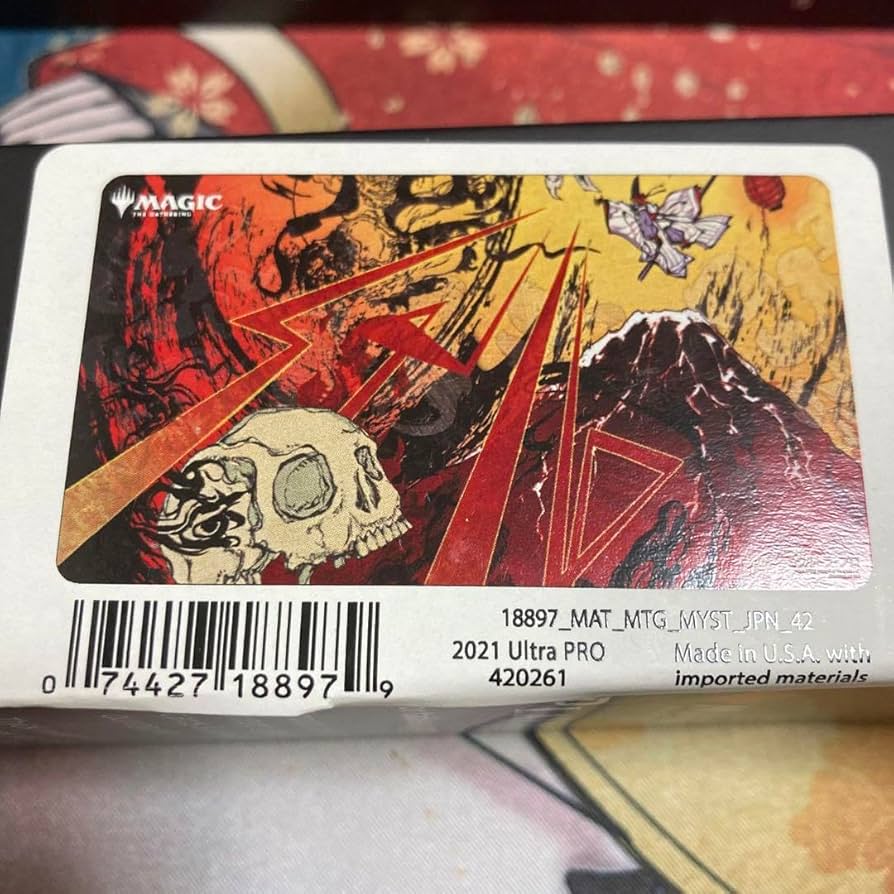 MAGIC
THE GATHERING
18897_MAT_MTG_MYST_JPN_42
2021 Ultra PRO
Made in U.S.A. with
420261
imported materials
0 74427 18897 9